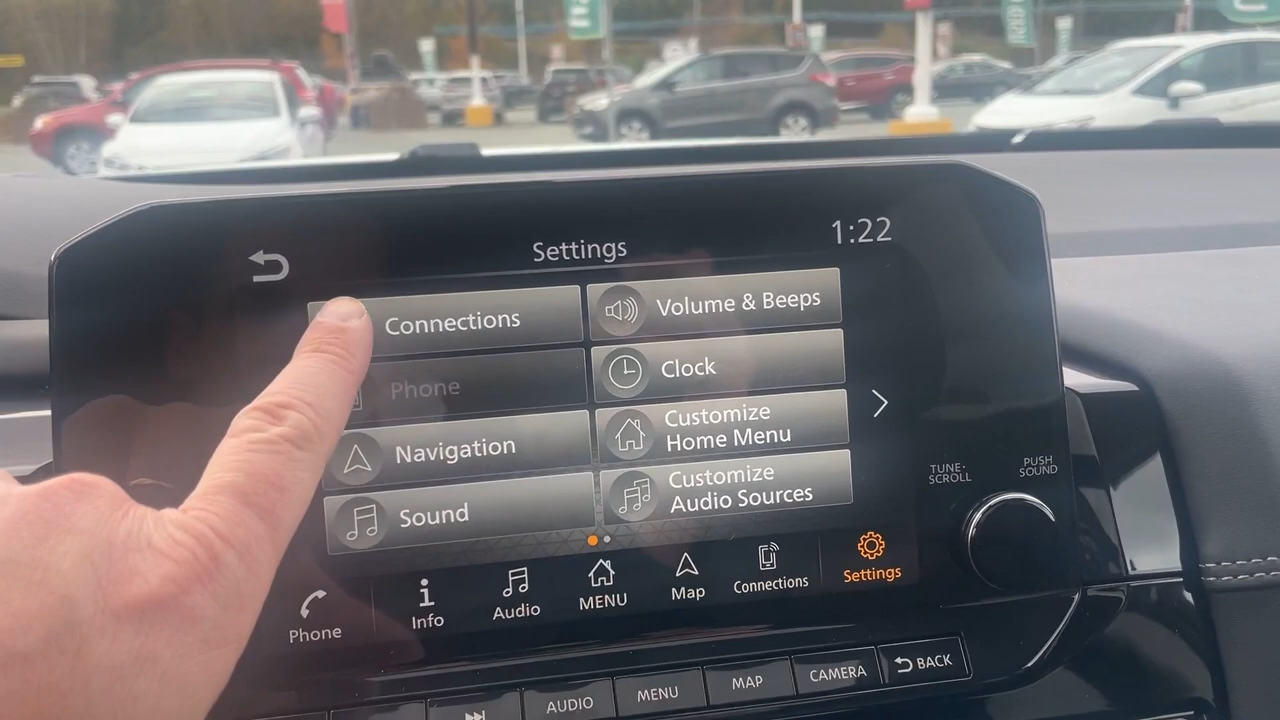 Settings
1:22
Connections
Volume & Beeps
Phone
Clock
Navigation
Customize
Home Menu
Sound
Customize
Audio Sources
TUNE·
SCROLL
PUSH
SOUND
Phone
Info
Audio
MENU
Map
Connections
Settings
AUDIO
MENU
MAP
CAMERA
BACK